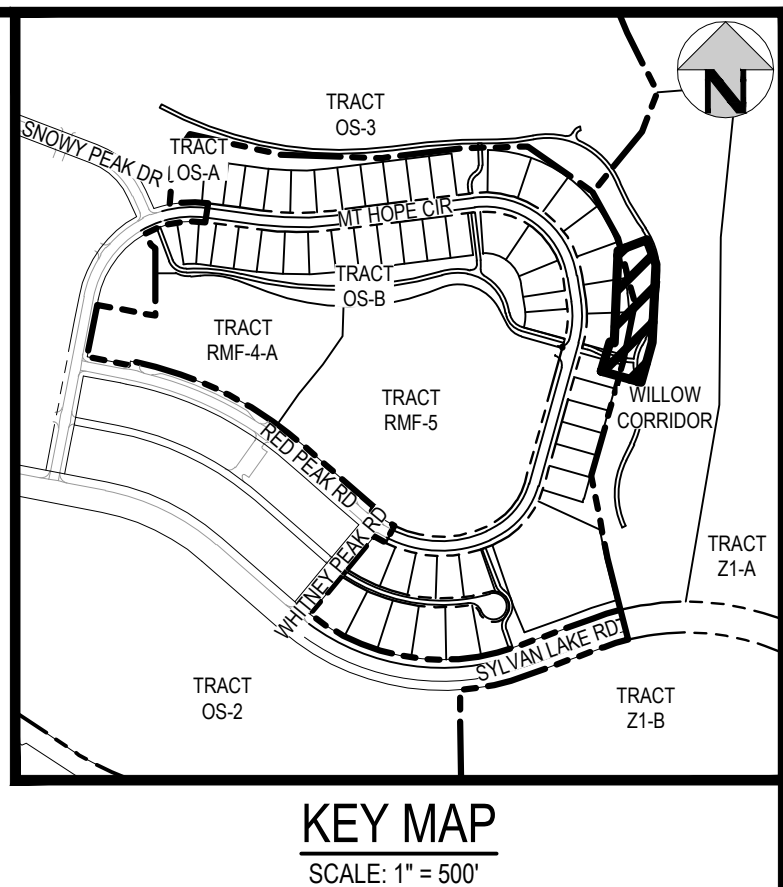 N
TRACT
OS-3
SNOWY PEAK DR
TRACT
OS-A
MT HOPE CIR
TRACT
OS-B
TRACT
RMF-4-A
TRACT
RMF-5
WILLOW
CORRIDOR
RED PEAK RD
WHITNEY PEAK RD
TRACT
Z1-A
SYLVAN LAKE RD
TRACT
OS-2
TRACT
Z1-B
KEY MAP
SCALE: 1" = 500'